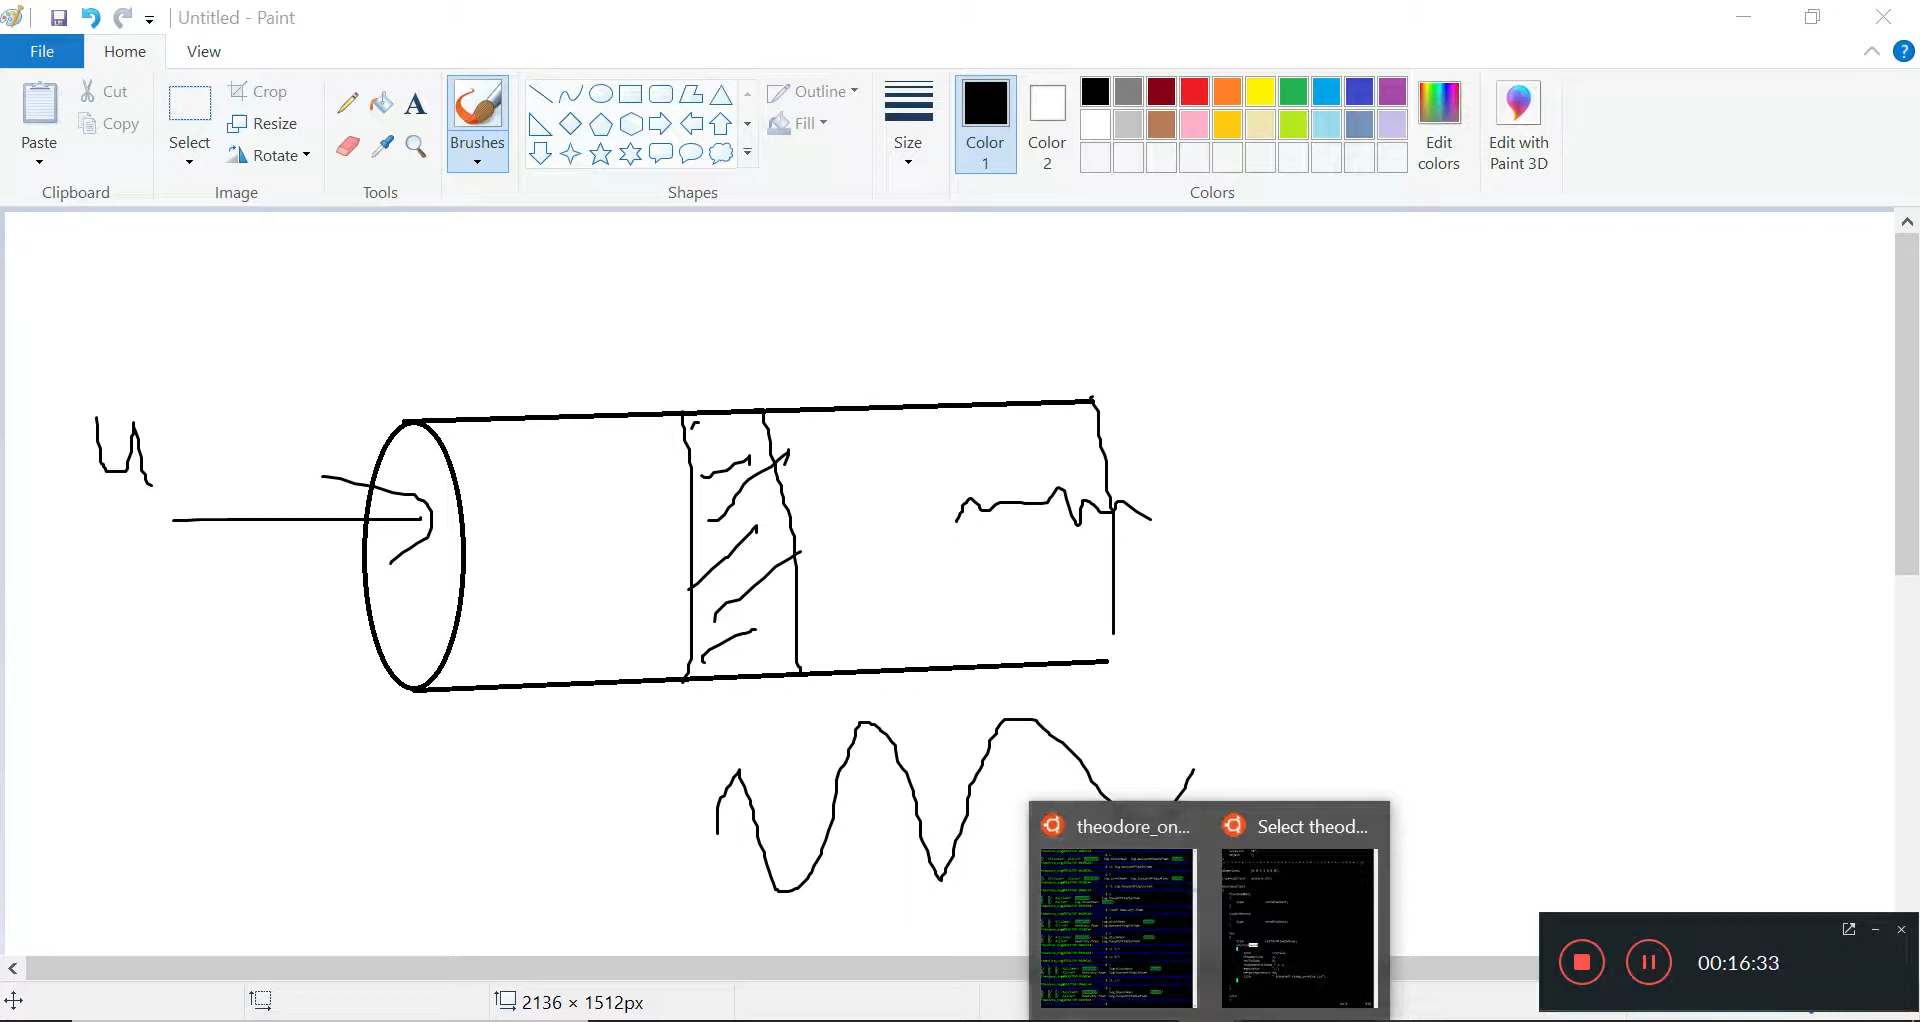 Untitled - Paint
File Home View
Paste
Cut
Copy
Clipboard
Select
Crop
Resize
Rotate
Image
Tools
Brushes
Shapes
Outline
Fill
Size
Color 1
Color 2
Edit colors
Edit with Paint 3D
Colors
theodore_on...
Select theod...
00:16:33
2136 × 1512px